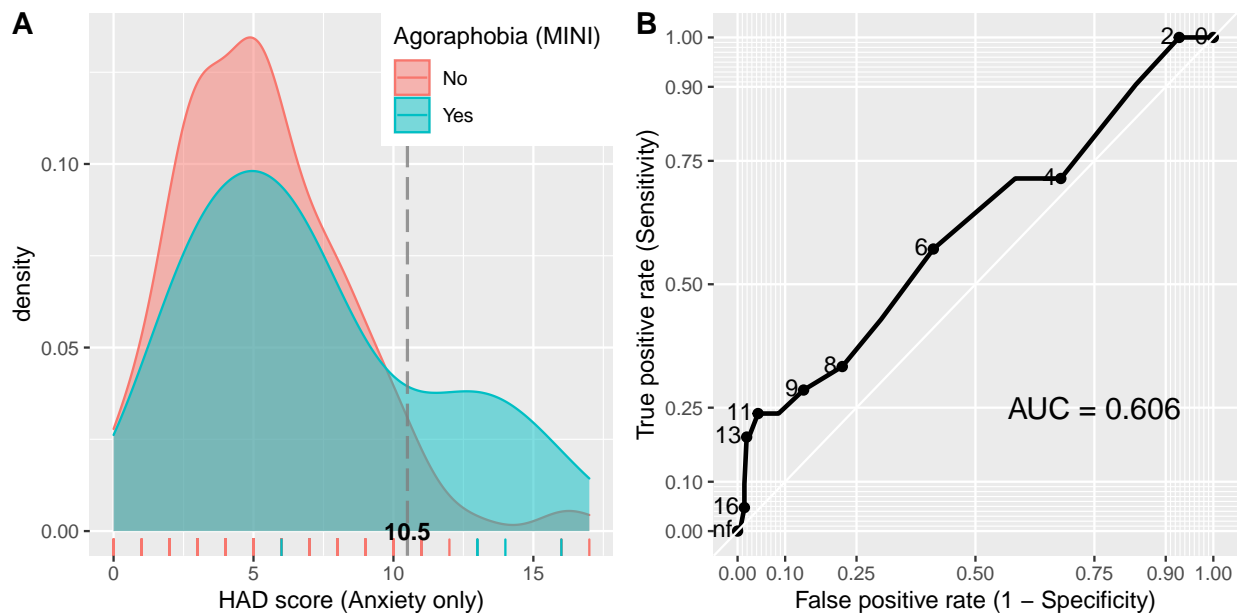 A
Agoraphobia (MINI)
No
Yes
density
0.10
0.05
0.00
10.5
0
5
10
15
HAD score (Anxiety only)
B
True positive rate (Sensitivity)
1.00
0.90
0.75
0.50
0.25
0.10
0.00
2
0
4
6
8
9
11
13
16
nf
AUC = 0.606
0.00
0.10
0.25
0.50
0.75
0.90
1.00
False positive rate (1 − Specificity)